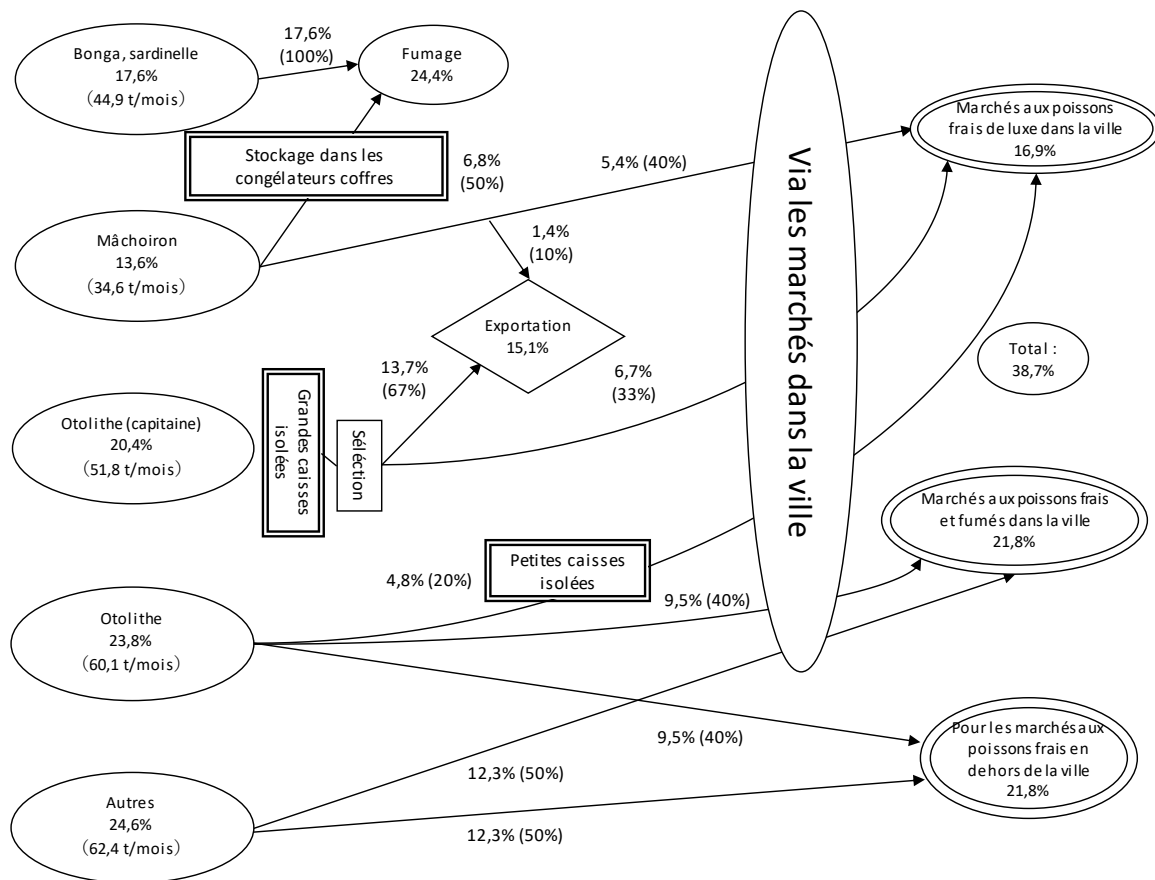 Bonga, sardinelle
17,6%
（44,9 t/mois）
17,6%
(100%)
Fumage
24,4%
Stockage dans les
congélateurs coffres
6,8%
(50%)
5,4% (40%)
Marchés aux poissons
frais de luxe dans la ville
16,9%
Mâchoiron
13,6%
(34,6 t/mois）
1,4%
(10%)
Exportation
15,1%
Via les marchés dans la ville
Total :
38,7%
13,7%
(67%)
6,7%
(33%)
Otolithe (capitaine)
20,4%
（51,8 t/mois）
Grandes caisses
isolées
Séléction
Marchés aux poissons frais
et fumés dans la ville
21,8%
Petites caisses
isolées
4,8% (20%)
9,5% (40%)
Otolithe
23,8%
（60,1 t/mois）
9,5% (40%)
Pour les marchés aux
poissons frais en
dehors de la ville
21,8%
12,3% (50%)
Autres
24,6%
（62,4 t/mois）
12,3% (50%)